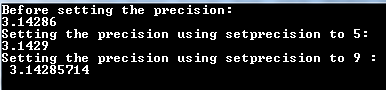 Before setting the precision:
3.14286
Setting the precision using setprecision to 5:
3.1429
Setting the precision using setprecision to 9 :
 3.14285714